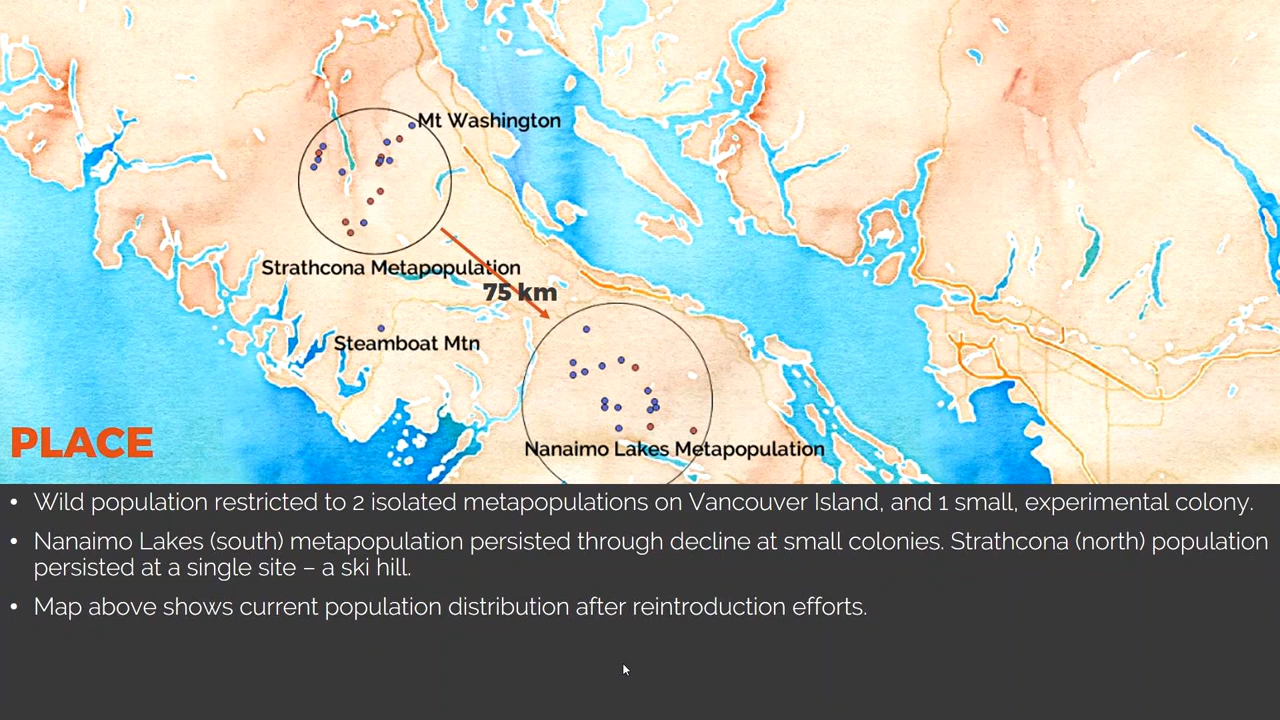 Mt Washington
Strathcona Metapopulation
75 km
Steamboat Mtn
Nanaimo Lakes Metapopulation
PLACE
• Wild population restricted to 2 isolated metapopulations on Vancouver Island, and 1 small, experimental colony.
• Nanaimo Lakes (south) metapopulation persisted through decline at small colonies. Strathcona (north) population
persisted at a single site – a ski hill.
• Map above shows current population distribution after reintroduction efforts.